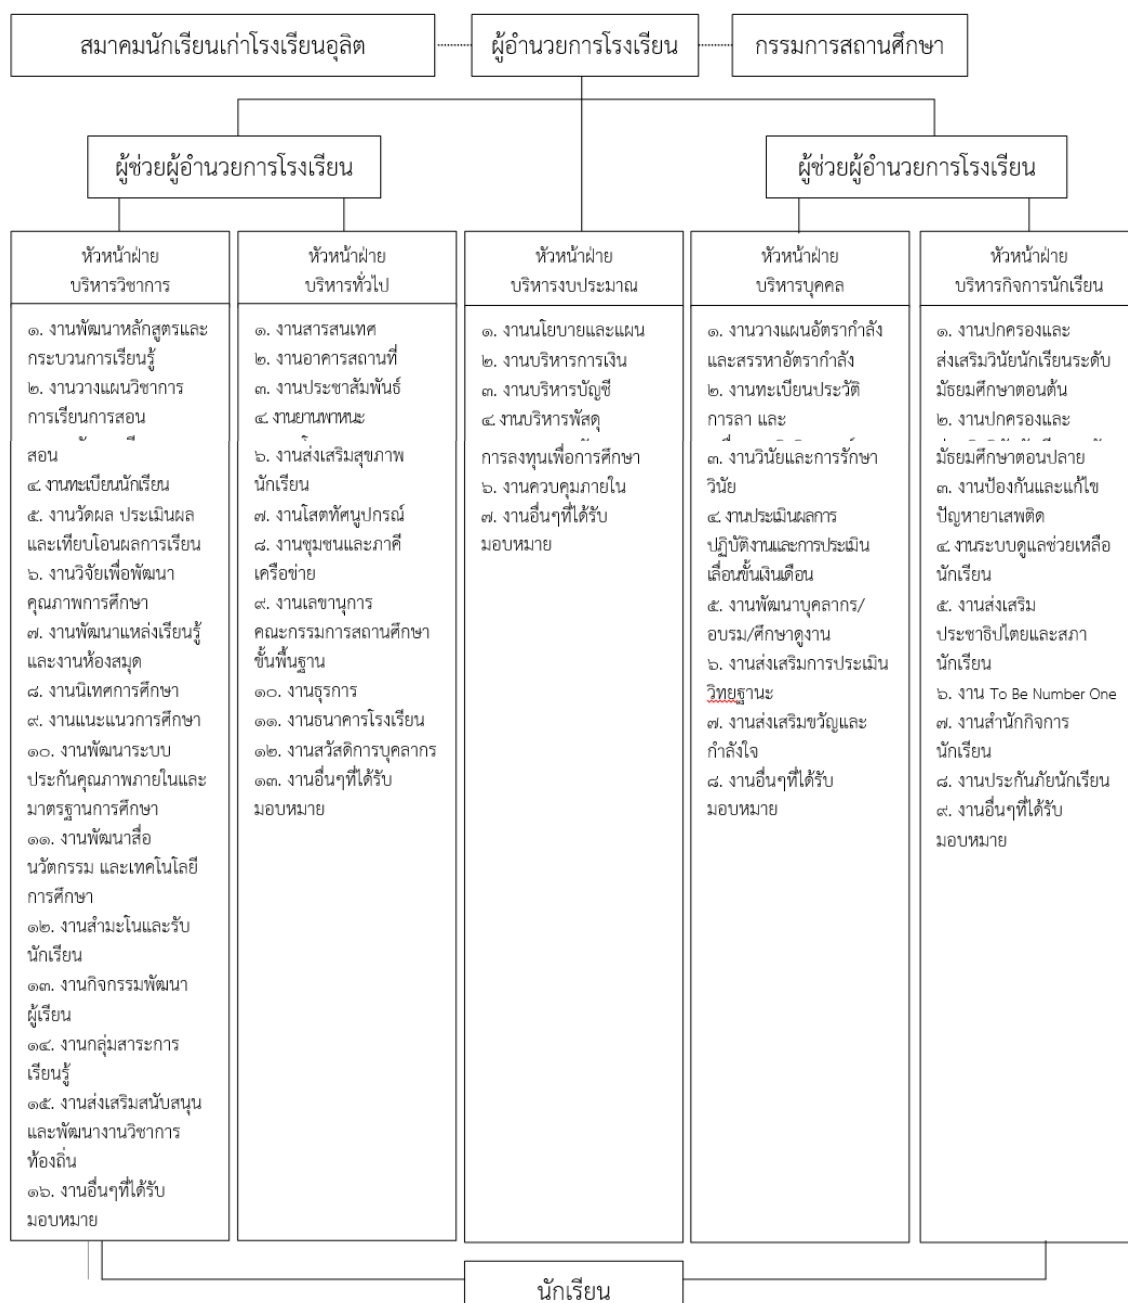 สมาคมนักเรียนเก่าโรงเรียนอุลิต
ผู้อำนวยการโรงเรียน
กรรมการสถานศึกษา
ผู้ช่วยผู้อำนวยการโรงเรียน
ผู้ช่วยผู้อำนวยการโรงเรียน
หัวหน้าฝ่าย
บริหารวิชาการ
๑. งานพัฒนาหลักสูตรและ
กระบวนการเรียนรู้
๒. งานวางแผนวิชาการ
การเรียนการสอน
สอน
๔. งานทะเบียนนักเรียน
๕. งานวัดผล ประเมินผล
และเทียบโอนผลการเรียน
๖. งานวิจัยเพื่อพัฒนา
คุณภาพการศึกษา
๗. งานพัฒนาแหล่งเรียนรู้
และงานห้องสมุด
๘. งานนิเทศการศึกษา
๙. งานแนะแนวการศึกษา
๑๐. งานพัฒนาระบบ
ประกันคุณภาพภายในและ
มาตรฐานการศึกษา
๑๑. งานพัฒนาสื่อ
นวัตกรรม และเทคโนโลยี
การศึกษา
๑๒. งานสำมะโนและรับ
นักเรียน
๑๓. งานกิจกรรมพัฒนา
ผู้เรียน
๑๔. งานกลุ่มสาระการ
เรียนรู้
๑๕. งานส่งเสริมสนับสนุน
และพัฒนางานวิชาการ
ท้องถิ่น
๑๖. งานอื่นๆที่ได้รับ
มอบหมาย
หัวหน้าฝ่าย
บริหารทั่วไป
๑. งานสารสนเทศ
๒. งานอาคารสถานที่
๓. งานประชาสัมพันธ์
๔. งานยานพาหนะ
๖. งานส่งเสริมสุขภาพ
นักเรียน
๗. งานโสตทัศนูปกรณ์
๘. งานชุมชนและภาคี
เครือข่าย
๙. งานเลขานุการ
คณะกรรมการสถานศึกษา
ขั้นพื้นฐาน
๑๐. งานธุรการ
๑๑. งานธนาคารโรงเรียน
๑๒. งานสวัสดิการบุคลากร
๑๓. งานอื่นๆที่ได้รับ
มอบหมาย
หัวหน้าฝ่าย
บริหารงบประมาณ
๑. งานนโยบายและแผน
๒. งานบริหารการเงิน
๓. งานบริหารบัญชี
๔. งานบริหารพัสดุ
การลงทุนเพื่อการศึกษา
๖. งานควบคุมภายใน
๗. งานอื่นๆที่ได้รับ
มอบหมาย
หัวหน้าฝ่าย
บริหารบุคคล
๑. งานวางแผนอัตรากำลัง
และสรรหาอัตรากำลัง
๒. งานทะเบียนประวัติ
การลา และ
๓. งานวินัยและการรักษา
วินัย
๔. งานประเมินผลการ
ปฏิบัติงานและการประเมิน
เลื่อนขั้นเงินเดือน
๕. งานพัฒนาบุคลากร/
อบรม/ศึกษาดูงาน
๖. งานส่งเสริมการประเมิน
วิทยฐานะ
๗. งานส่งเสริมขวัญและ
กำลังใจ
๘. งานอื่นๆที่ได้รับ
มอบหมาย
หัวหน้าฝ่าย
บริหารกิจการนักเรียน
๑. งานปกครองและ
ส่งเสริมวินัยนักเรียนระดับ
มัธยมศึกษาตอนต้น
๒. งานปกครองและ
มัธยมศึกษาตอนปลาย
๓. งานป้องกันและแก้ไข
ปัญหายาเสพติด
๔. งานระบบดูแลช่วยเหลือ
นักเรียน
๕. งานส่งเสริม
ประชาธิปไตยและสภา
นักเรียน
๖. งาน To Be Number One
๗. งานสำนักกิจการ
นักเรียน
๘. งานประกันภัยนักเรียน
๙. งานอื่นๆที่ได้รับ
มอบหมาย
นักเรียน